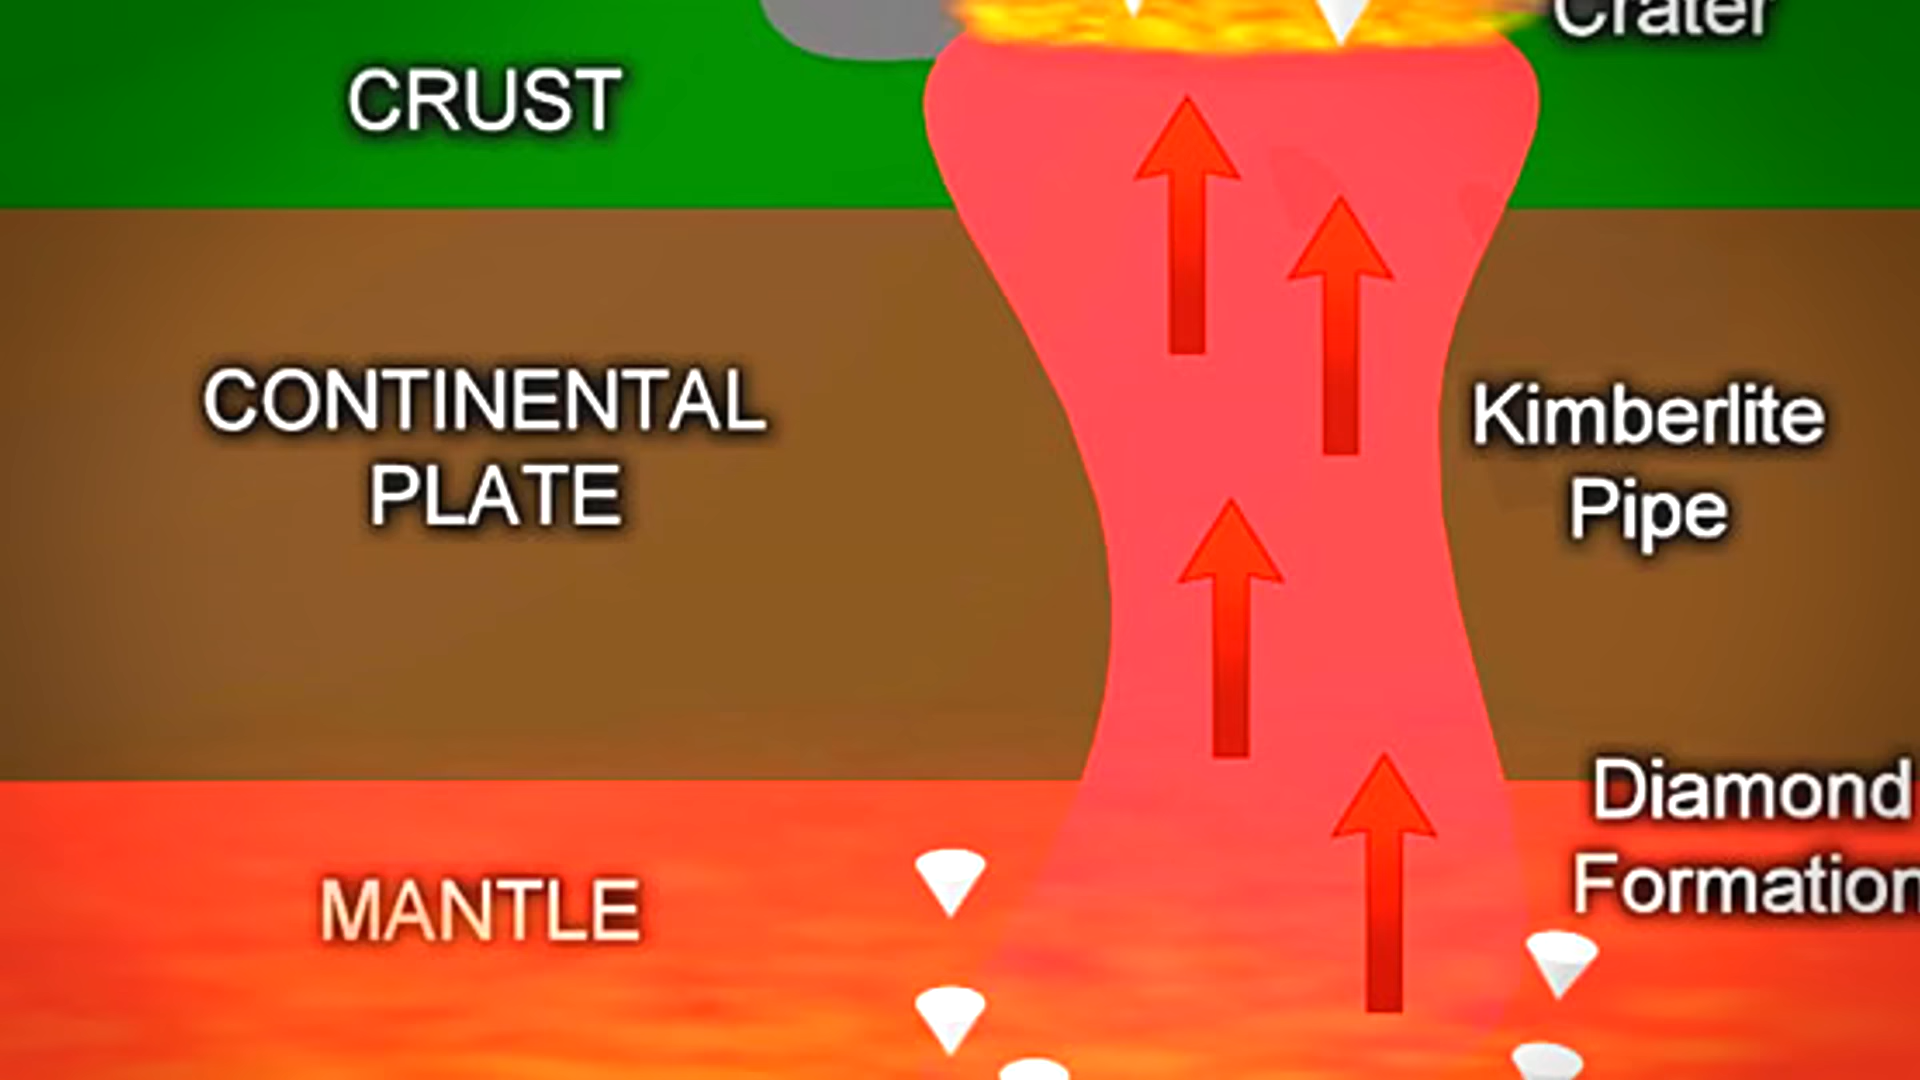 Crater
CRUST
CONTINENTAL
PLATE
Kimberlite
Pipe
Diamond
Formation
MANTLE